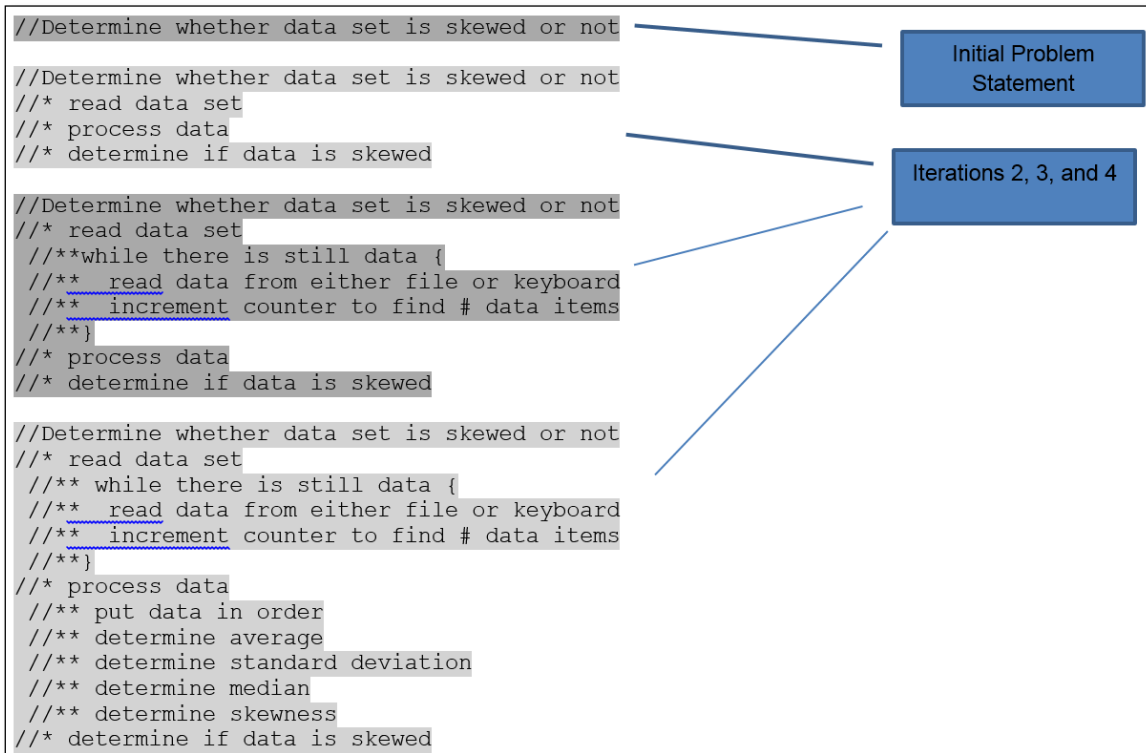 //Determine whether data set is skewed or not
Initial Problem
Statement
//Determine whether data set is skewed or not
//* read data set
//* process data
//* determine if data is skewed
Iterations 2, 3, and 4
//Determine whether data set is skewed or not
//* read data set
//**while there is still data {
//**  read data from either file or keyboard
//**  increment counter to find # data items
//**}
//* process data
//* determine if data is skewed
//Determine whether data set is skewed or not
//* read data set
//** while there is still data {
//**  read data from either file or keyboard
//**  increment counter to find # data items
//**}
//* process data
//** put data in order
//** determine average
//** determine standard deviation
//** determine median
//** determine skewness
//* determine if data is skewed